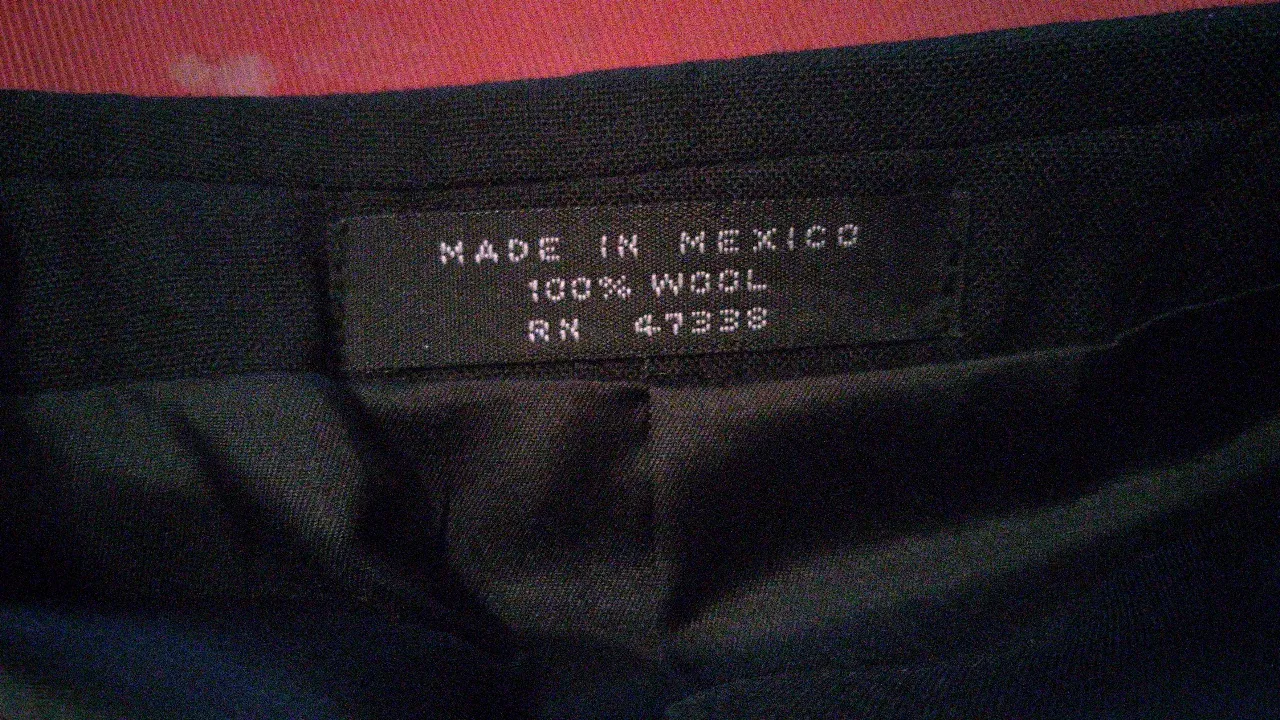 MADE IN MEXICO
100% WOOL
RN 47338